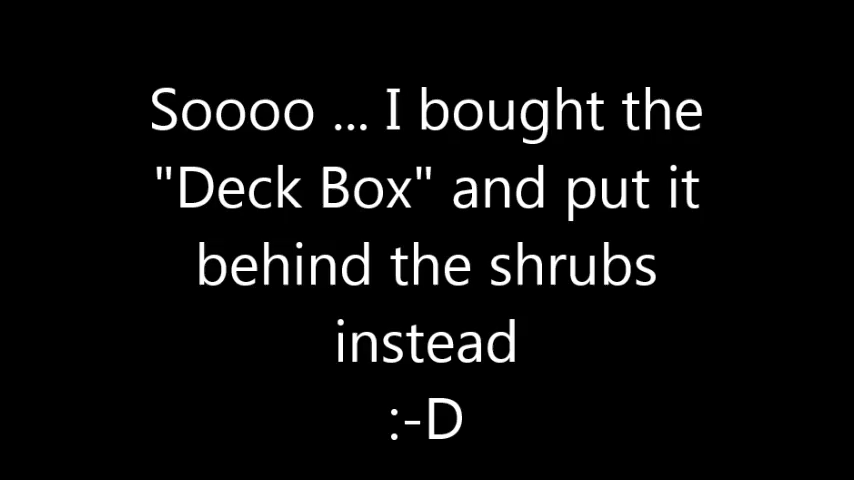 Soooo ... I bought the
"Deck Box" and put it
behind the shrubs
instead
:-D